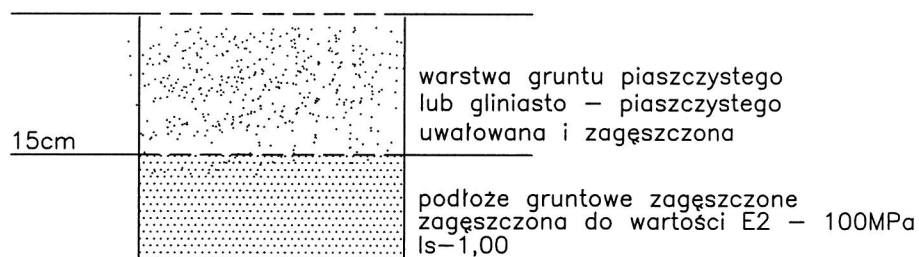 warstwa gruntu piaszczystego
lub gliniasto – piaszczystego
uwałowana i zagęszczona
15cm
podłoże gruntowe zagęszczone
zagęszczona do wartości E2 – 100MPa
Is–1,00